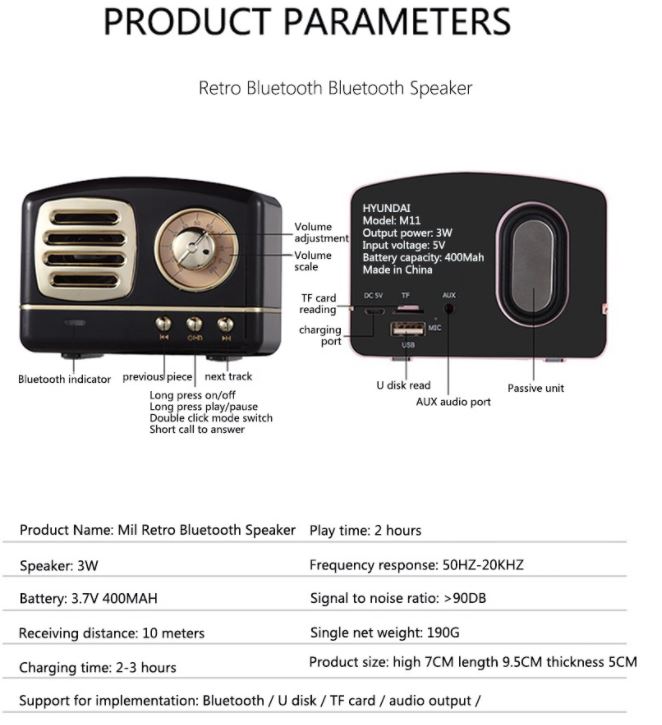 PRODUCT PARAMETERS
Retro Bluetooth Bluetooth Speaker
HYUNDAI
Model: M11
Output power: 3W
Input voltage: 5V
Battery capacity: 400Mah
Made in China
Volume
adjustment
Volume
scale
TF card
reading
charging
port
DC 5V
TF
AUX
MIC
USB
Bluetooth indicator
previous piece
next track
Long press on/off
Long press play/pause
Double click mode switch
Short call to answer
U disk read
AUX audio port
Passive unit
Product Name: Mil Retro Bluetooth Speaker
Play time: 2 hours
Speaker: 3W
Frequency response: 50HZ-20KHZ
Battery: 3.7V 400MAH
Signal to noise ratio: >90DB
Receiving distance: 10 meters
Single net weight: 190G
Charging time: 2-3 hours
Product size: high 7CM length 9.5CM thickness 5CM
Support for implementation: Bluetooth / U disk / TF card / audio output /